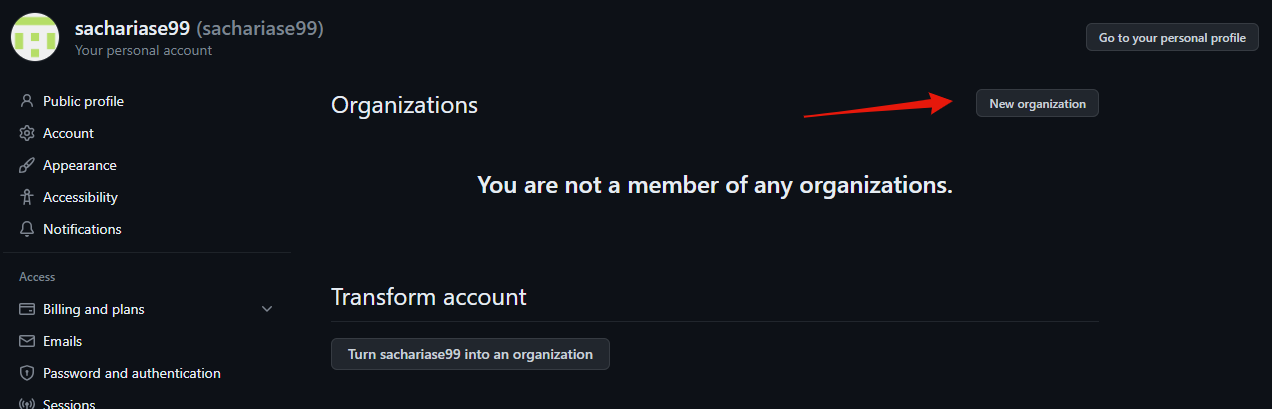 sachariase99 (sachariase99)
Your personal account
Go to your personal profile
Public profile
Account
Appearance
Accessibility
Notifications
Access
Billing and plans
Emails
Password and authentication
Sessions
Organizations
New organization
You are not a member of any organizations.
Transform account
Turn sachariase99 into an organization